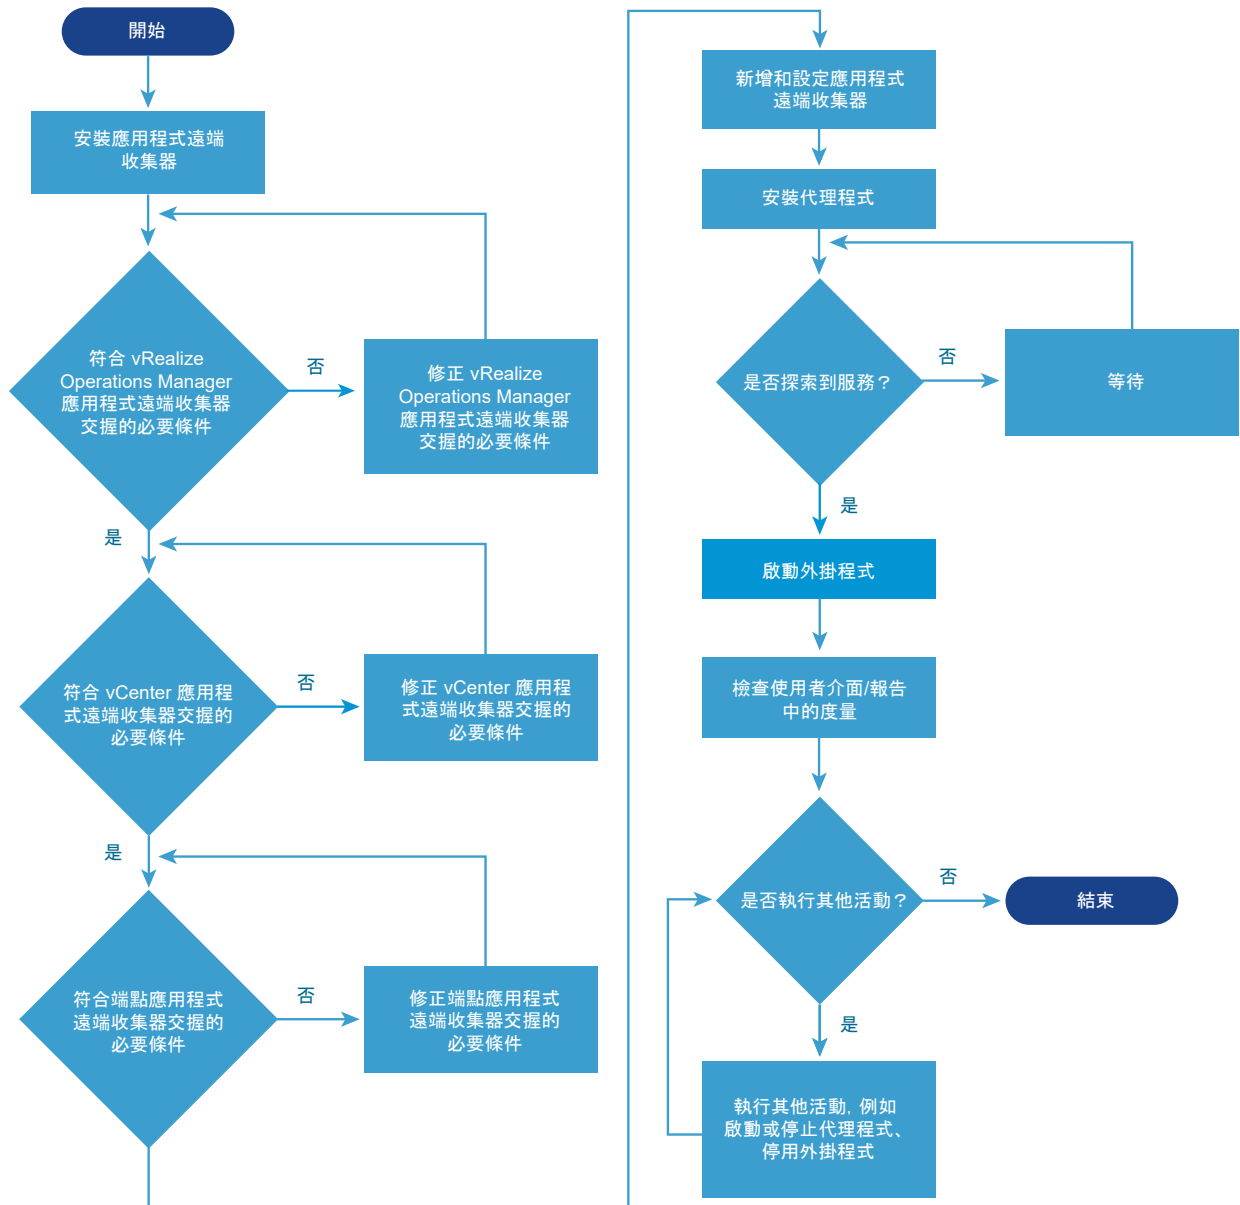 開始
安裝應用程式遠端
收集器
符合 vRealize
Operations Manager
應用程式遠端收集器
交握的必要條件
否
修正 vRealize
Operations Manager
應用程式遠端收集器
交握的必要條件
是
符合 vCenter 應用程
式遠端收集器交握的
必要條件
否
修正 vCenter 應用程
式遠端收集器交握的
必要條件
是
符合端點應用程式
遠端收集器交握的
必要條件
否
修正端點應用程式
遠端收集器交握的
必要條件
新增和設定應用程式
遠端收集器
安裝代理程式
是否探索到服務？
否
等待
是
啟動外掛程式
檢查使用者介面/報告
中的度量
是否執行其他活動？
否
結束
是
執行其他活動，例如
啟動或停止代理程式、
停用外掛程式